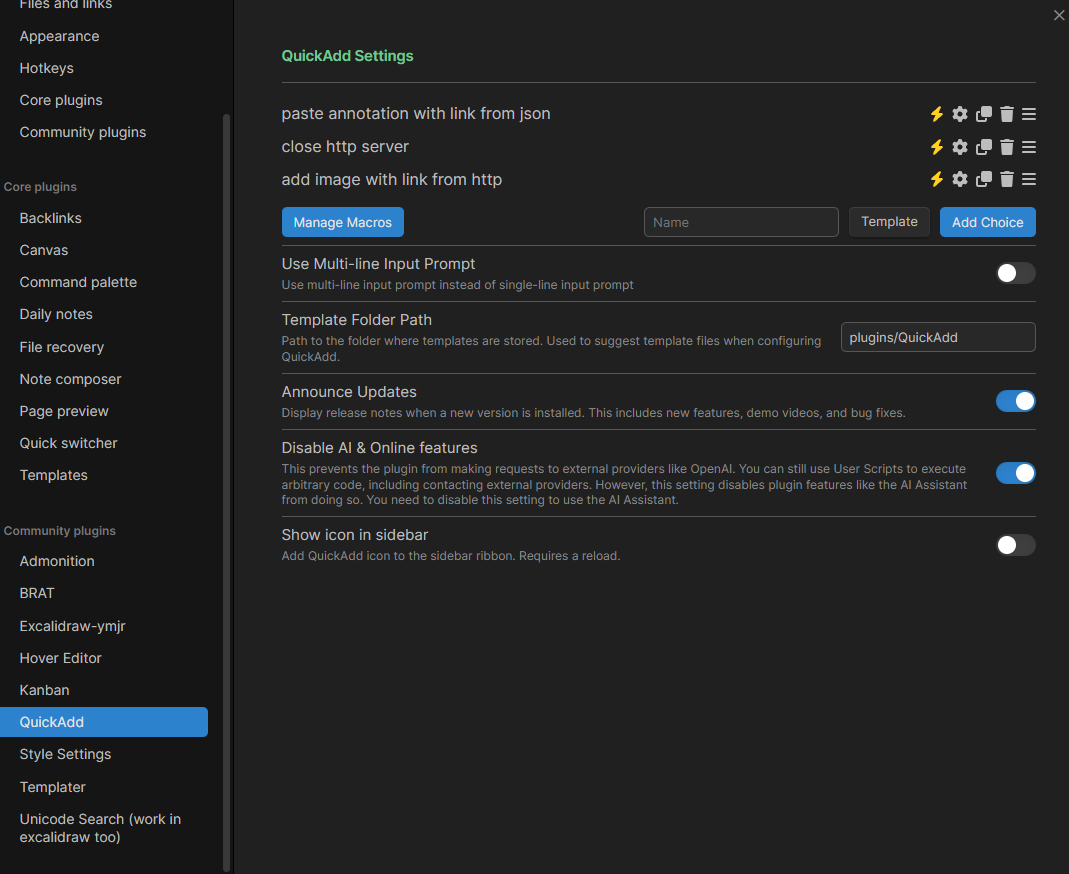 Files and links
Appearance
Hotkeys
Core plugins
Community plugins
Core plugins
Backlinks
Canvas
Command palette
Daily notes
File recovery
Note composer
Page preview
Quick switcher
Templates
Community plugins
Admonition
BRAT
Excalidraw-ymjr
Hover Editor
Kanban
QuickAdd
Style Settings
Templater
Unicode Search (work in
excalidraw too)
QuickAdd Settings
paste annotation with link from json
close http server
add image with link from http
Manage Macros
Name
Template
Add Choice
Use Multi-line Input Prompt
Use multi-line input prompt instead of single-line input prompt
Template Folder Path
Path to the folder where templates are stored. Used to suggest template files when configuring
QuickAdd.
plugins/QuickAdd
Announce Updates
Display release notes when a new version is installed. This includes new features, demo videos, and bug fixes.
Disable AI & Online features
This prevents the plugin from making requests to external providers like OpenAI. You can still use User Scripts to execute
arbitrary code, including contacting external providers. However, this setting disables plugin features like the AI Assistant
from doing so. You need to disable this setting to use the AI Assistant.
Show icon in sidebar
Add QuickAdd icon to the sidebar ribbon. Requires a reload.